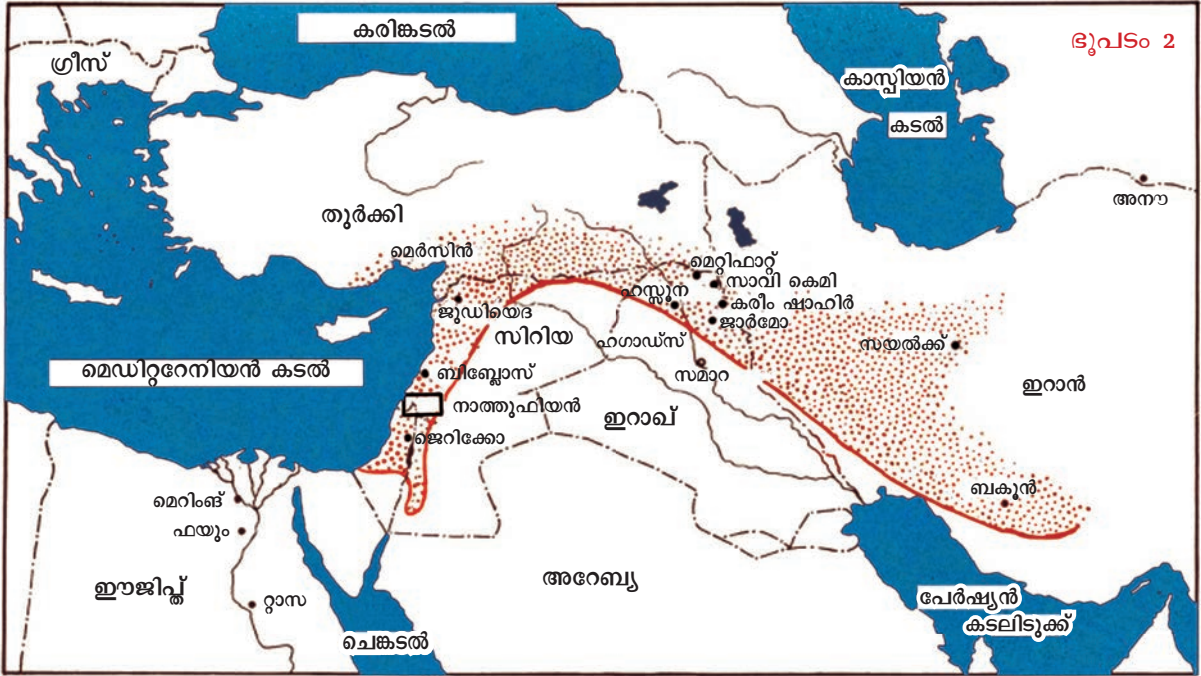 കരിങ്കടൽ
ഭൂപടം 2
ഗ്രീസ്
കാസ്പിയൻ
കടൽ
അനൗ
തുർക്കി
മെർസിൻ
മെറ്റിഫാറ്റ്
സാവി കെമി
ഹസ്സൂന
കരീം ഷാഹിർ
ജുഡിയെദ
ജാർമോ
സിറിയ
ഹഗാഡ്സ്
സയൽക്ക്
മെഡിറ്ററേനിയൻ കടൽ
ബിബ്ലോസ്
സമാറ
ഇറാൻ
നാത്തുഫിയൻ
ഇറാഖ്
ജെറിക്കോ
ബകൂൻ
മെറിങ്
ഫയും
ഈജിപ്ത്
അറേബ്യ
റ്റാസ
പേർഷ്യൻ
കടലിടുക്ക്
ചെങ്കടൽ